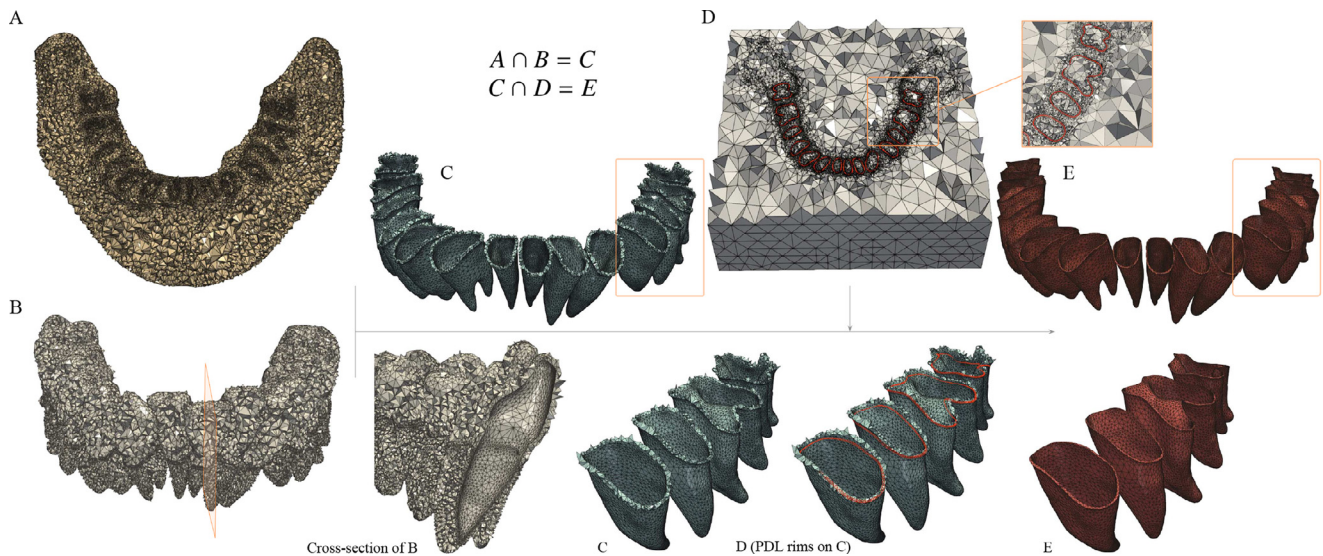 A
D
A ∩ B = C
C ∩ D = E
C
E
B
Cross-section of B
C
D (PDL rims on C)
E